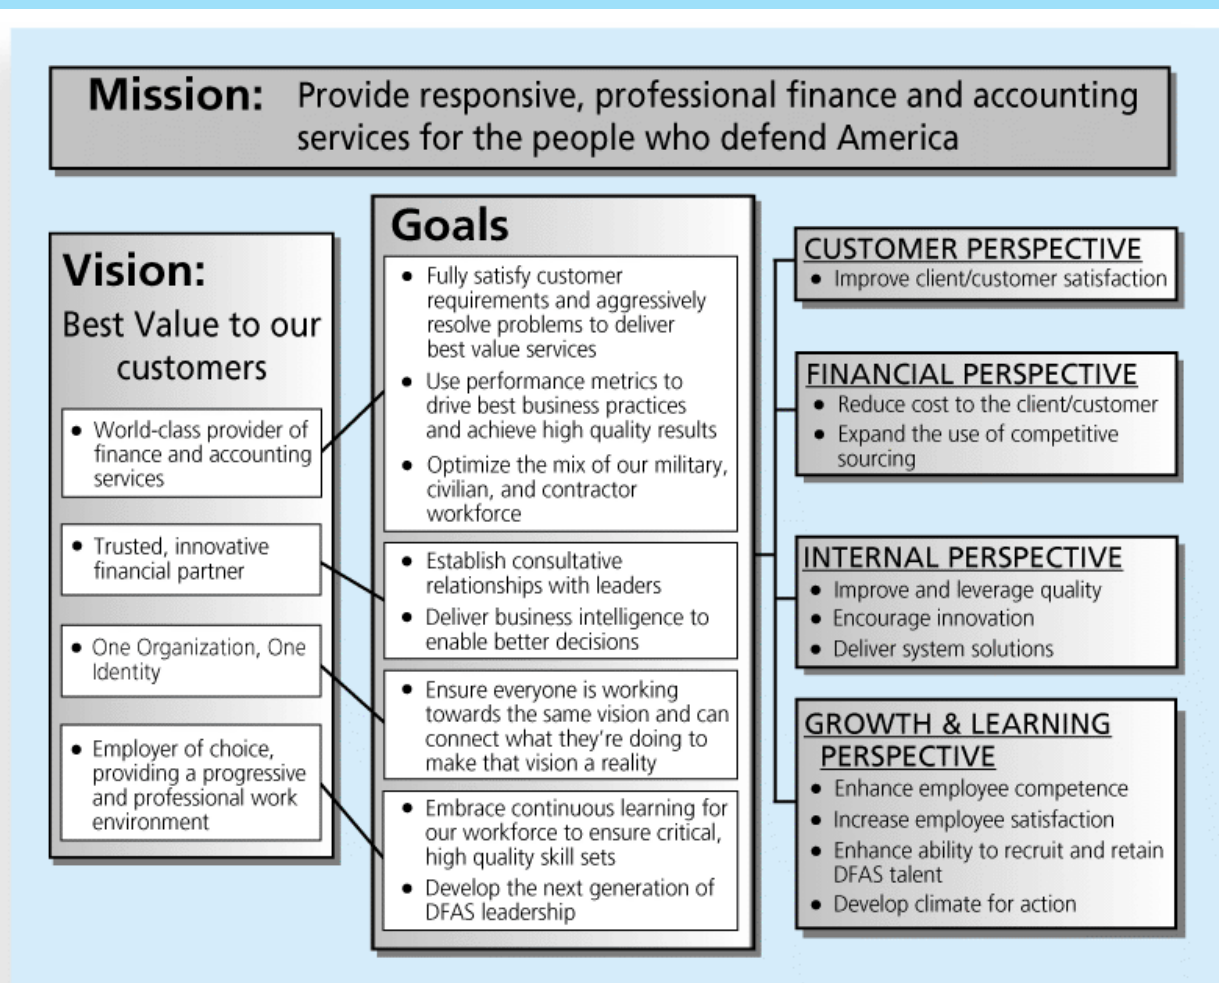 Mission: Provide responsive, professional finance and accounting
services for the people who defend America
Vision:
Best Value to our
customers
• World-class provider of
finance and accounting
services
• Trusted, innovative
financial partner
• One Organization, One
Identity
• Employer of choice,
providing a progressive
and professional work
environment
Goals
• Fully satisfy customer
requirements and aggressively
resolve problems to deliver
best value services
• Use performance metrics to
drive best business practices
and achieve high quality results
• Optimize the mix of our military,
civilian, and contractor
workforce
• Establish consultative
relationships with leaders
• Deliver business intelligence to
enable better decisions
• Ensure everyone is working
towards the same vision and can
connect what they're doing to
make that vision a reality
• Embrace continuous learning for
our workforce to ensure critical,
high quality skill sets
• Develop the next generation of
DFAS leadership
CUSTOMER PERSPECTIVE
• Improve client/customer satisfaction
FINANCIAL PERSPECTIVE
• Reduce cost to the client/customer
• Expand the use of competitive
sourcing
INTERNAL PERSPECTIVE
• Improve and leverage quality
• Encourage innovation
• Deliver system solutions
GROWTH & LEARNING
PERSPECTIVE
• Enhance employee competence
• Increase employee satisfaction
• Enhance ability to recruit and retain
DFAS talent
• Develop climate for action